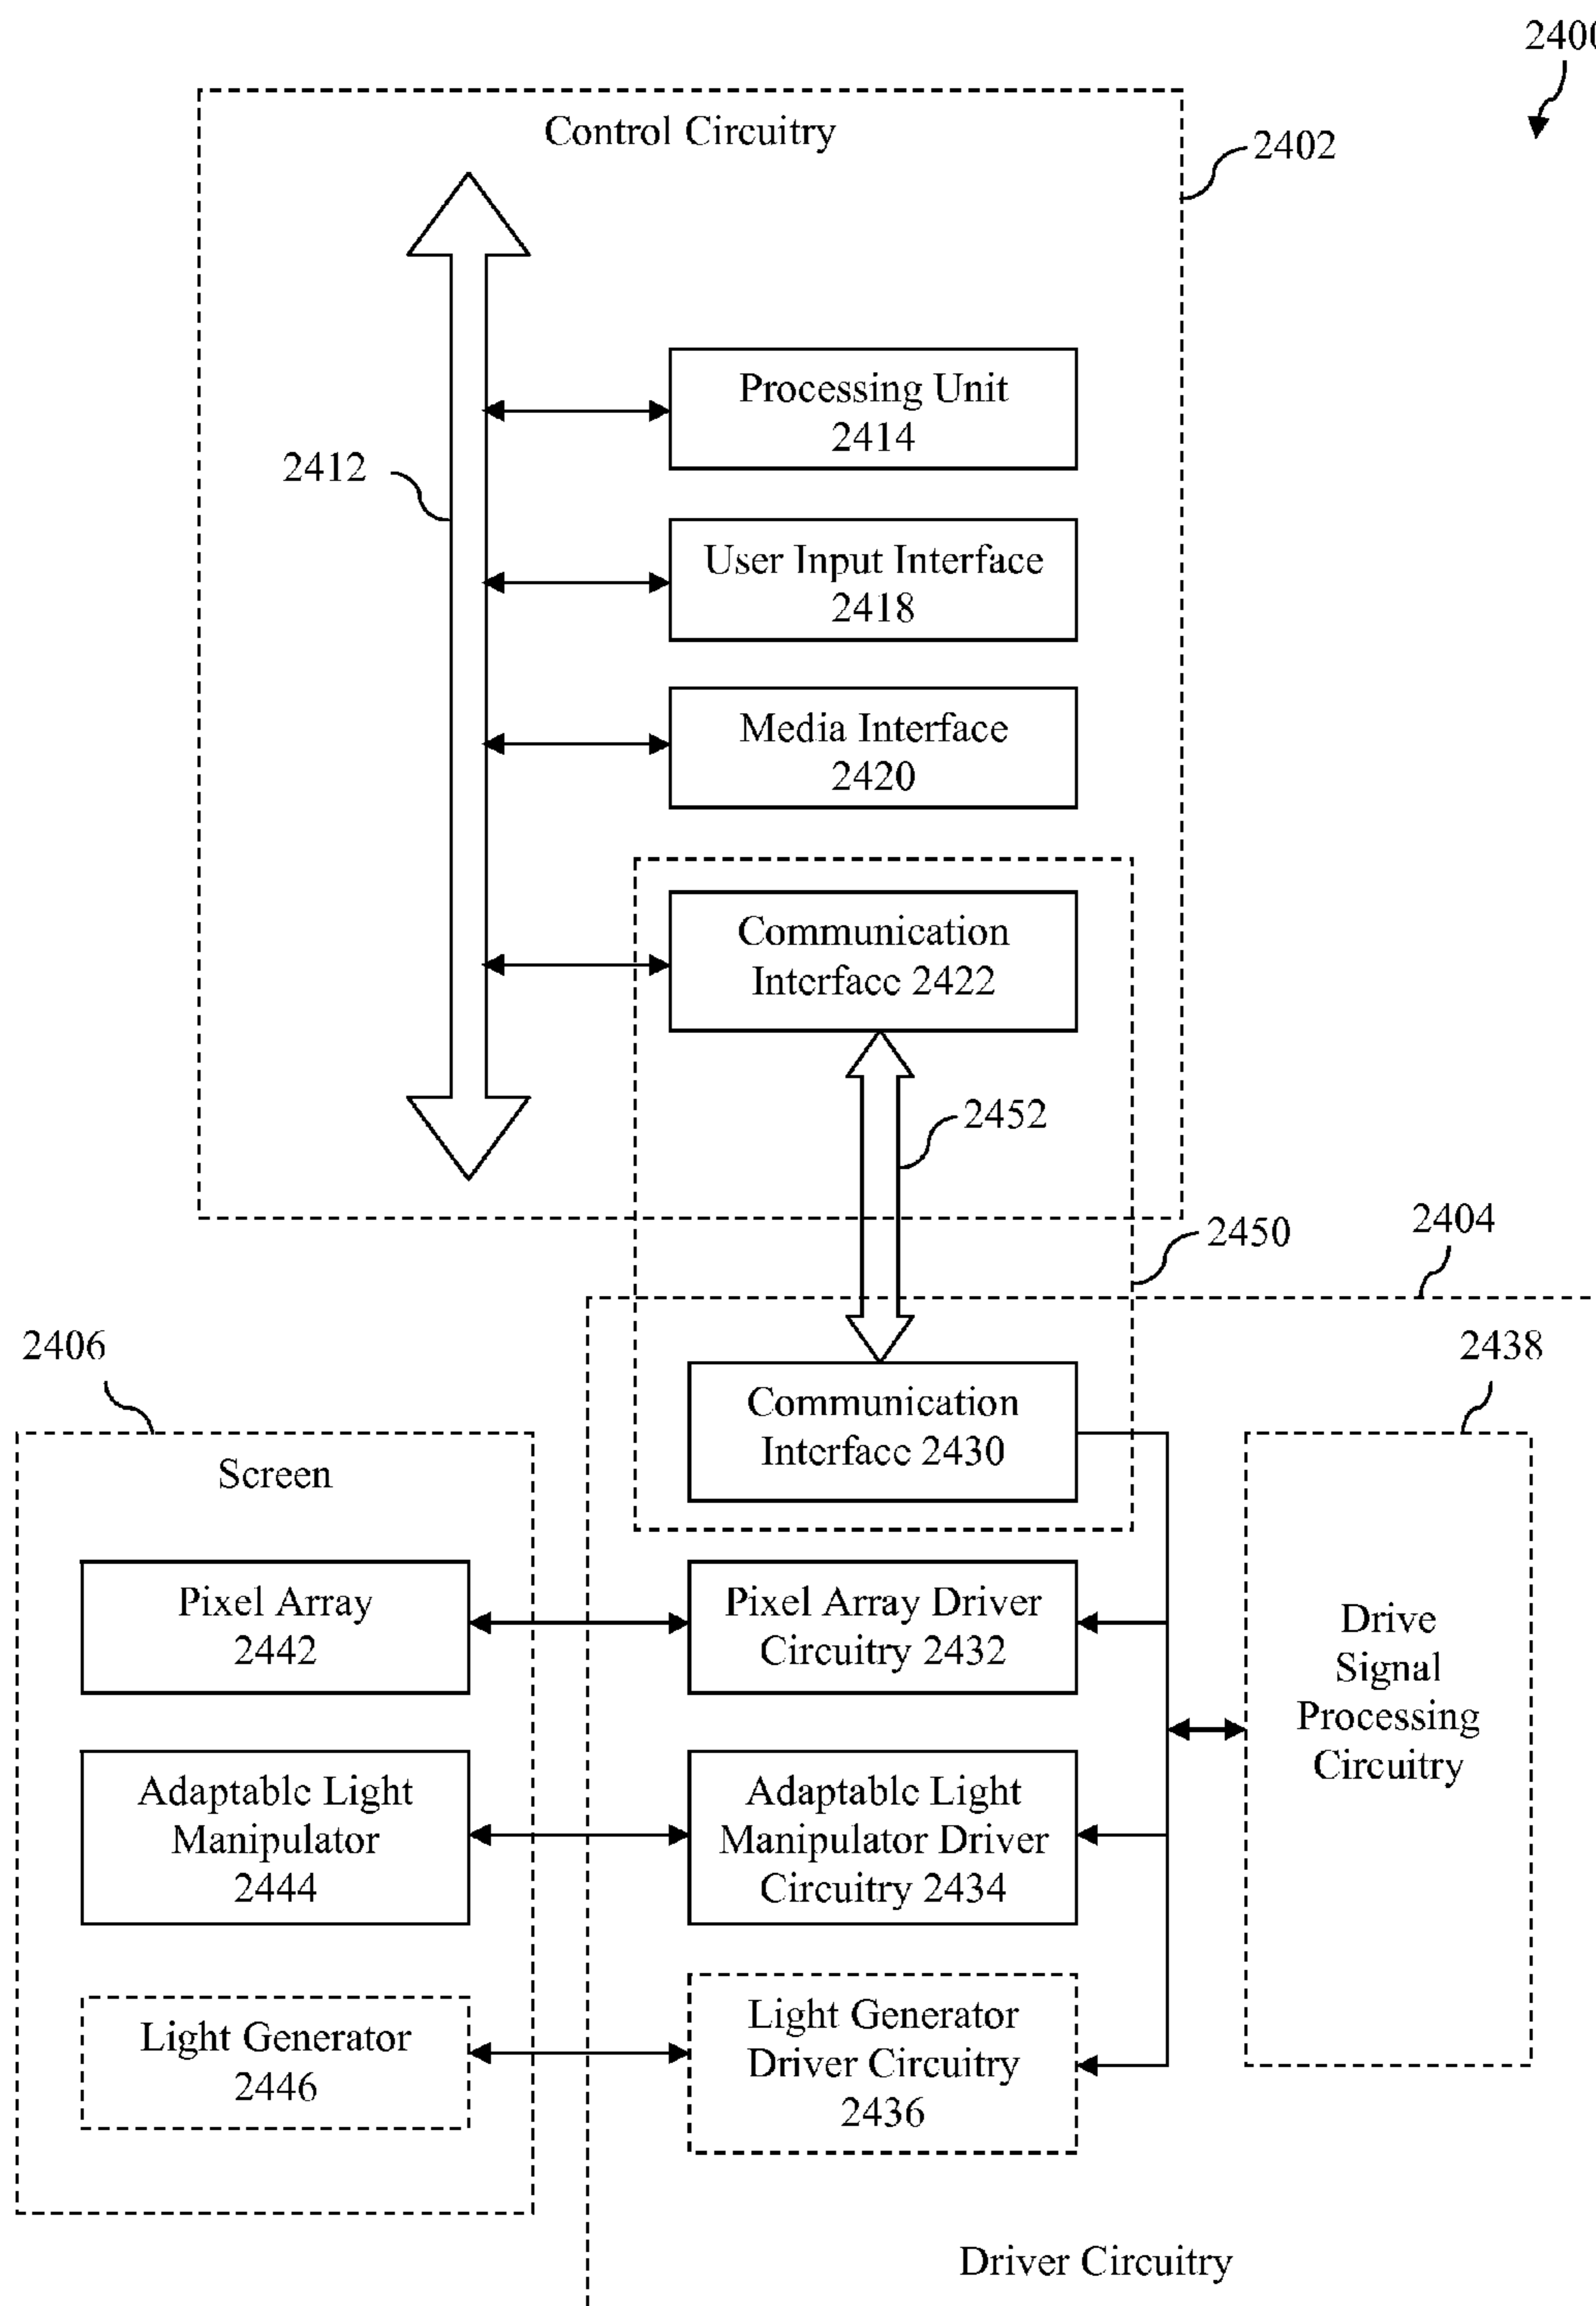 2400
Control Circuitry
2402
Processing Unit
2414
2412
User Input Interface
2418
Media Interface
2420
Communication
Interface 2422
2452
2450
2404
2406
2438
Communication
Interface 2430
Screen
Pixel Array
2442
Pixel Array Driver
Circuitry 2432
Drive
Signal
Processing
Circuitry
Adaptable Light
Manipulator
2444
Adaptable Light
Manipulator Driver
Circuitry 2434
Light Generator
2446
Light Generator
Driver Circuitry
2436
Driver Circuitry